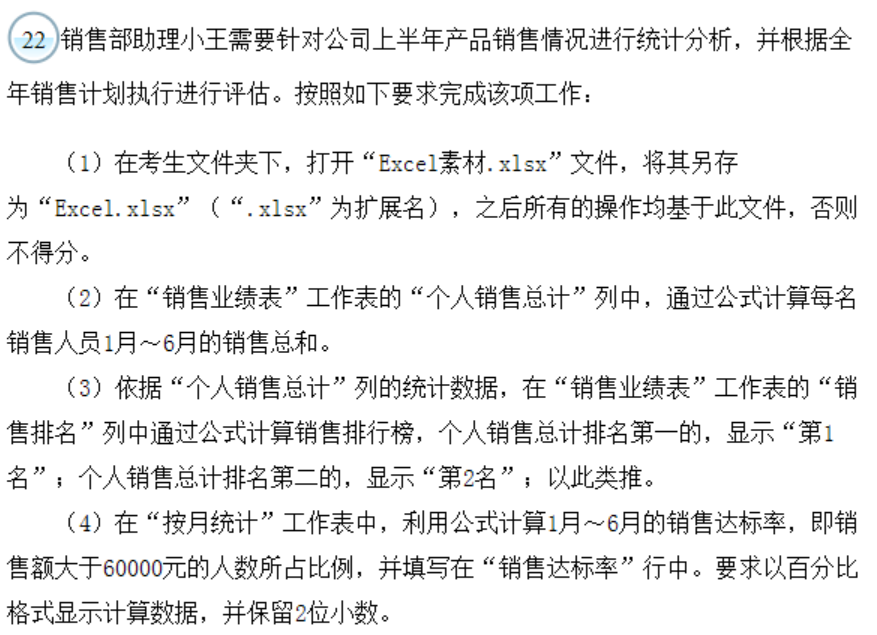 22 销售部助理小王需要针对公司上半年产品销售情况进行统计分析，并根据全
年销售计划执行进行评估。按照如下要求完成该项工作：
（1）在考生文件夹下，打开“Excel素材.xlsx”文件，将其另存
为“Excel.xlsx”（“.xlsx”为扩展名），之后所有的操作均基于此文件，否则
不得分。
（2）在“销售业绩表”工作表的“个人销售总计”列中，通过公式计算每名
销售人员1月～6月的销售总和。
（3）依据“个人销售总计”列的统计数据，在“销售业绩表”工作表的“销
售排名”列中通过公式计算销售排行榜，个人销售总计排名第一的，显示“第1
名”；个人销售总计排名第二的，显示“第2名”；以此类推。
（4）在“按月统计”工作表中，利用公式计算1月～6月的销售达标率，即销
售额大于60000元的人数所占比例，并填写在“销售达标率”行中。要求以百分比
格式显示计算数据，并保留2位小数。